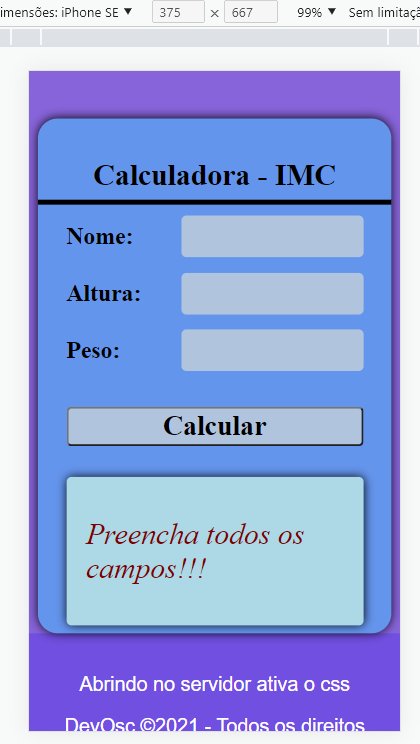 imensões: iPhone SE ▼ 375 × 667 99% ▼ Sem limitaç
Calculadora - IMC
Nome:
Altura:
Peso:
Calcular
Preencha todos os
campos!!!
Abrindo no servidor ativa o css
DevOsc ©2021 - Todos os direitos